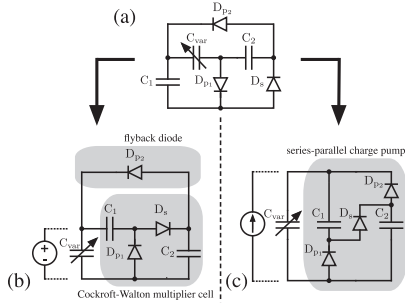 (a)
D_p2
C_var
C_2
C_1
D_p1
D_s
flyback diode
D_p2
C_1
D_s
C_var
D_p1
C_2
(b)
Cockroft-Walton multiplier cell
series-parallel charge pump
D_p2
C_var
C_1
D_s
C_2
D_p1
(c)